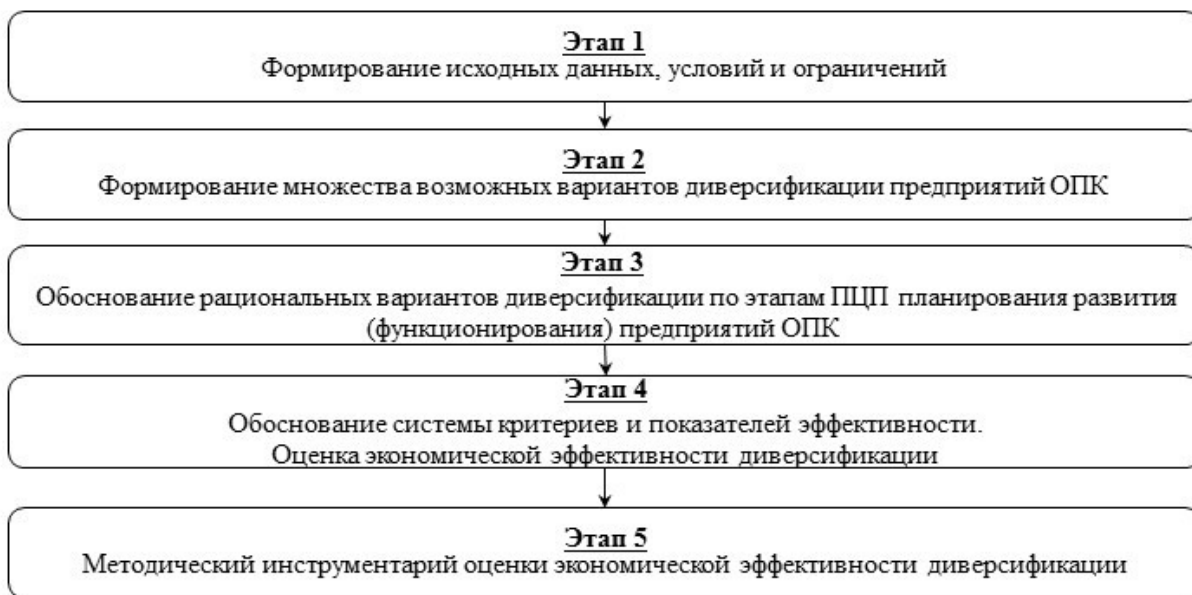 Этап 1
Формирование исходных данных, условий и ограничений
Этап 2
Формирование множества возможных вариантов диверсификации предприятий ОПК
Этап 3
Обоснование рациональных вариантов диверсификации по этапам ПЦП планирования развития
(функционирования) предприятий ОПК
Этап 4
Обоснование системы критериев и показателей эффективности.
Оценка экономической эффективности диверсификации
Этап 5
Методический инструментарий оценки экономической эффективности диверсификации